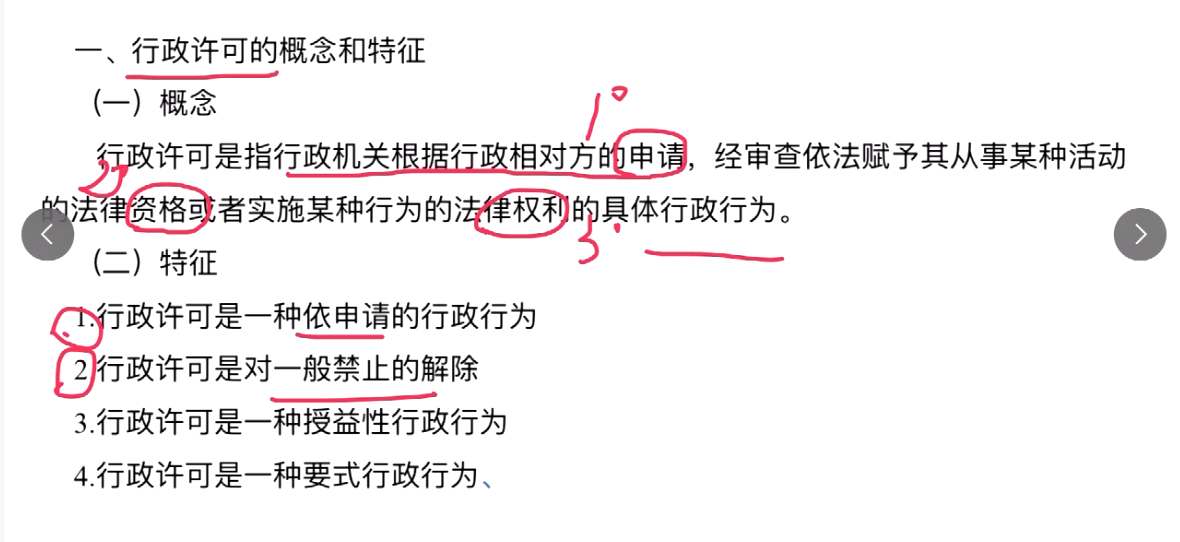 一、行政许可的概念和特征
（一）概念
1°
行政许可是指行政机关根据行政相对方的申请，经审查依法赋予其从事某种活动
2°
的法律资格或者实施某种行为的法律权利的具体行政行为。
3.
（二）特征
1.行政许可是一种依申请的行政行为
2行政许可是对一般禁止的解除
3.行政许可是一种授益性行政行为
4.行政许可是一种要式行政行为、